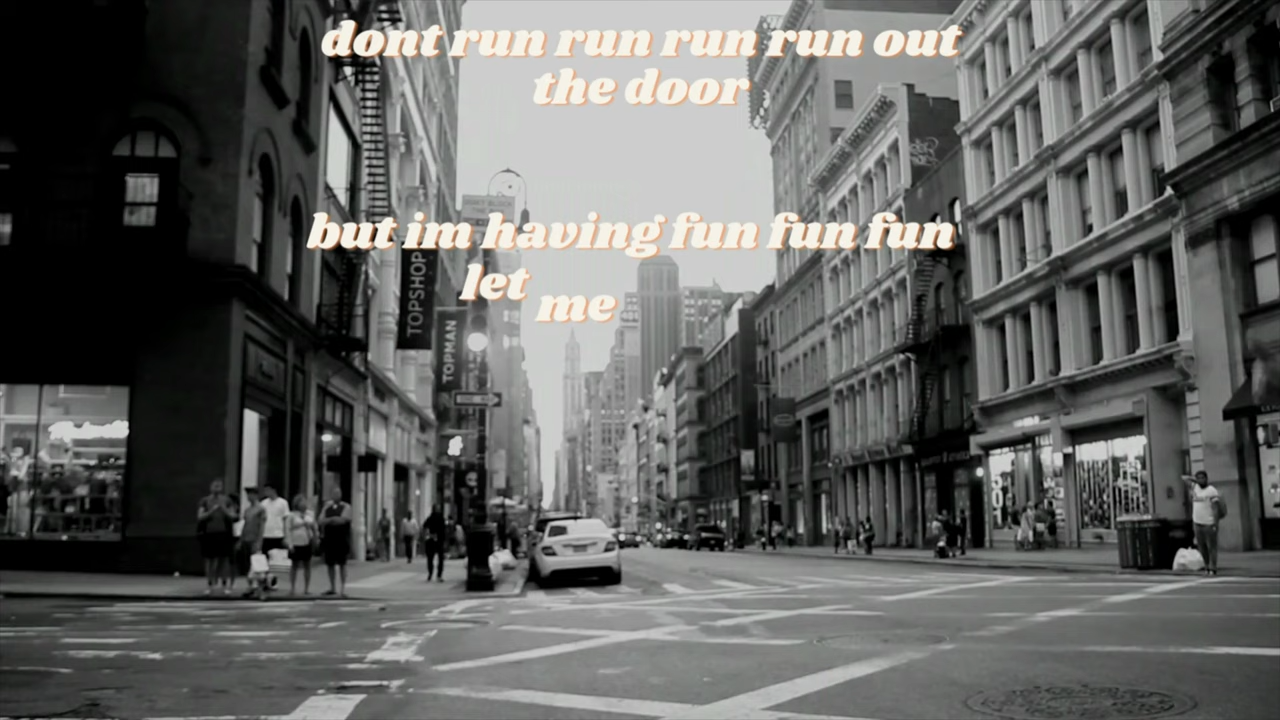 dont run run run run out
the door
but im having fun fun fun
let
me
TOPSHOP
TOPMAN